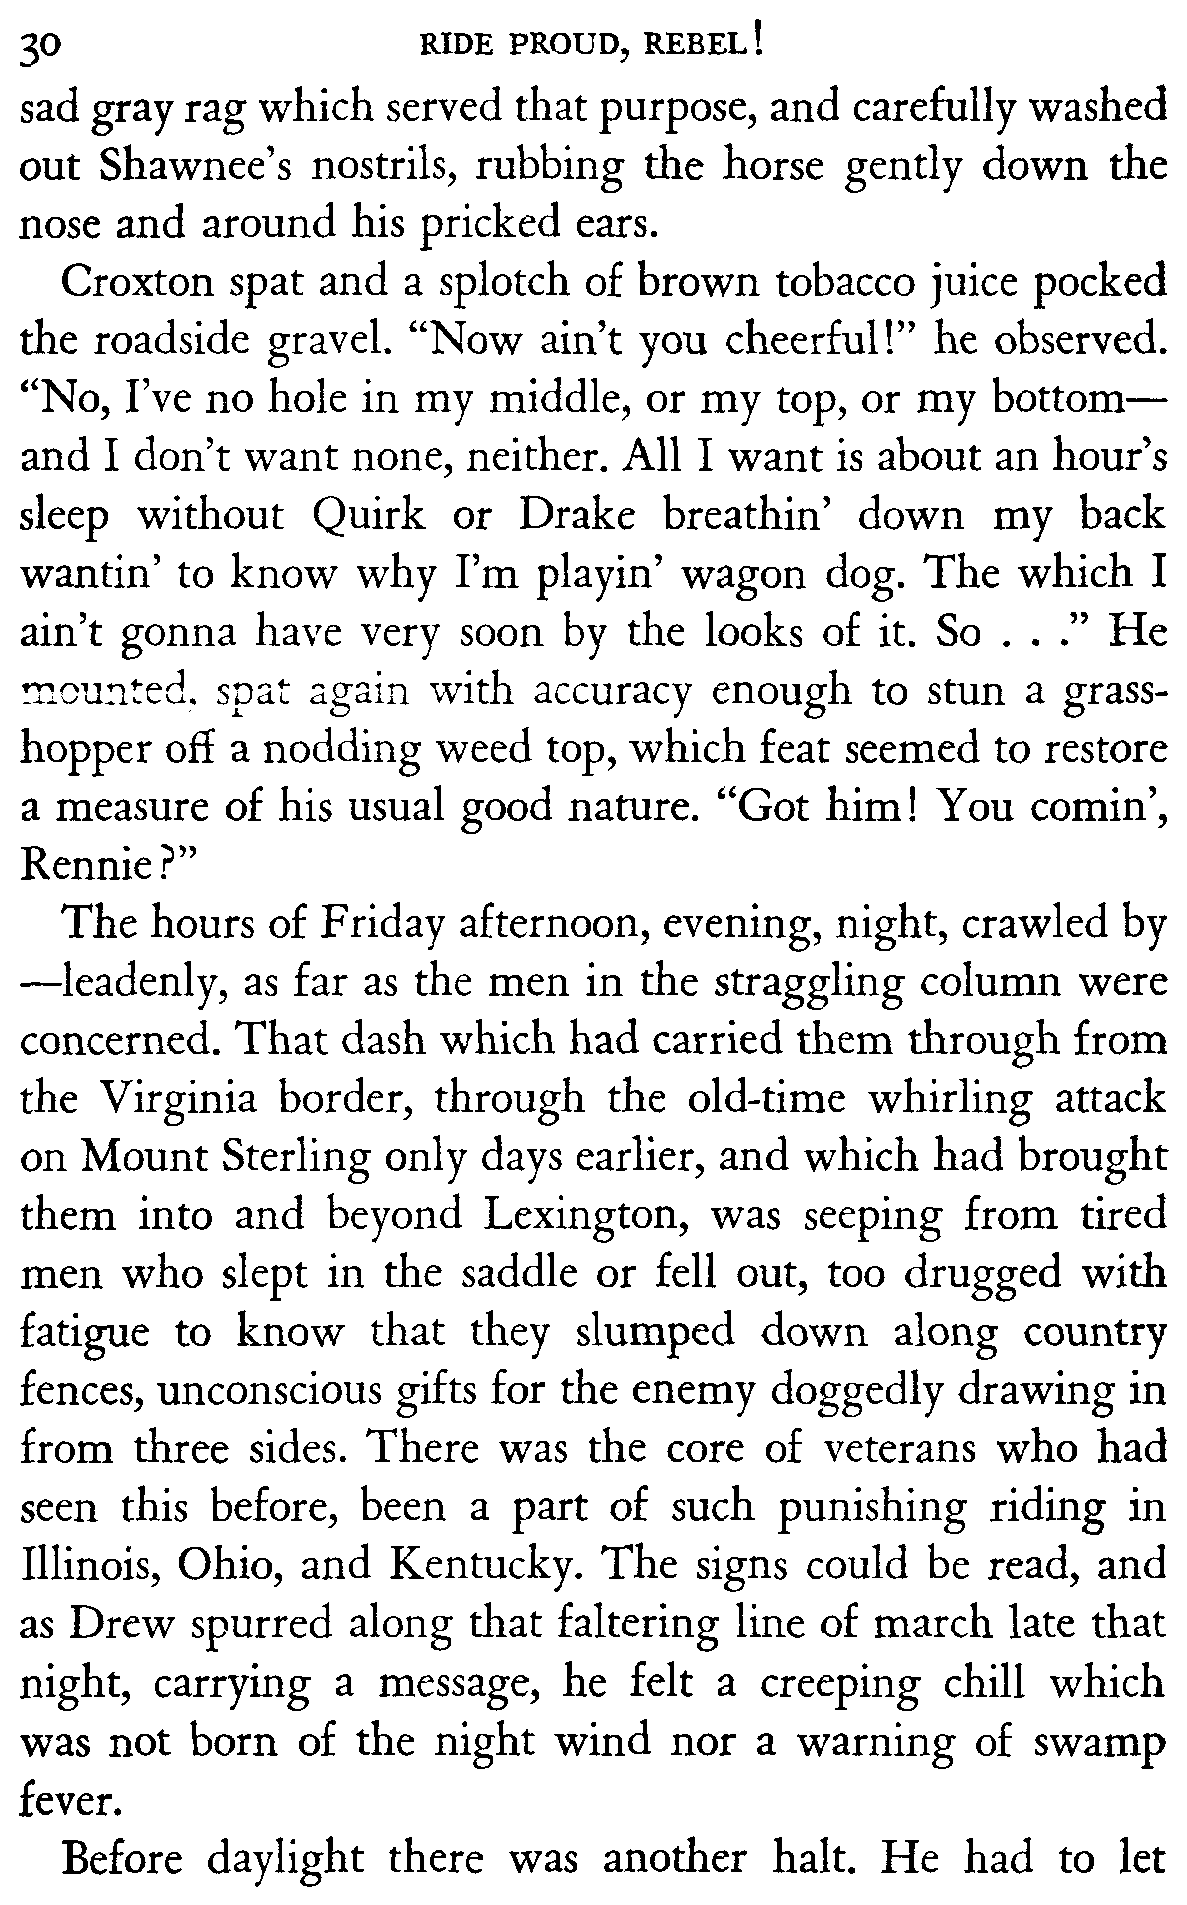 30 RIDE PROUD, REBEL!
sad gray rag which served that purpose, and carefully washed
out Shawnee’s nostrils, rubbing the horse gently down the
nose and around his pricked ears.
Croxton spat and a splotch of brown tobacco juice pocked
the roadside gravel. “Now ain’t you cheerful!” he observed.
“No, I’ve no hole in my middle, or my top, or my bottom—
and I don’t want none, neither. All I want is about an hour’s
sleep without Quirk or Drake breathin’ down my back
wantin’ to know why I’m playin’ wagon dog. The which I
ain’t gonna have very soon by the looks of it. So . . .” He
mounted, spat again with accuracy enough to stun a grass-
hopper off a nodding weed top, which feat seemed to restore
a measure of his usual good nature. “Got him! You comin’,
Rennie?”
The hours of Friday afternoon, evening, night, crawled by
—leadenly, as far as the men in the straggling column were
concerned. That dash which had carried them through from
the Virginia border, through the old-time whirling attack
on Mount Sterling only days earlier, and which had brought
them into and beyond Lexington, was seeping from tired
men who slept in the saddle or fell out, too drugged with
fatigue to know that they slumped down along country
fences, unconscious gifts for the enemy doggedly drawing in
from three sides. There was the core of veterans who had
seen this before, been a part of such punishing riding in
Illinois, Ohio, and Kentucky. The signs could be read, and
as Drew spurred along that faltering line of march late that
night, carrying a message, he felt a creeping chill which
was not born of the night wind nor a warning of swamp
fever.
Before daylight there was another halt. He had to let